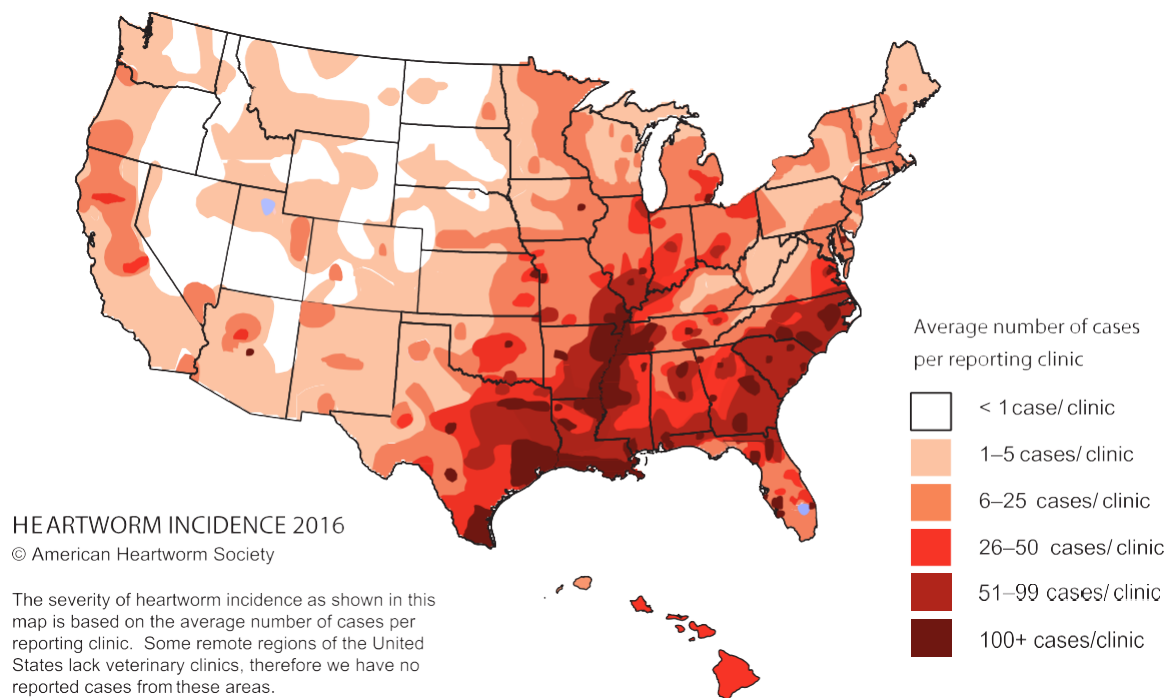 Average number of cases
per reporting clinic
< 1 case/ clinic
1–5 cases/ clinic
6–25 cases/ clinic
26–50 cases/ clinic
51–99 cases/ clinic
100+ cases/clinic
HEARTWORM INCIDENCE 2016
© American Heartworm Society
The severity of heartworm incidence as shown in this
map is based on the average number of cases per
reporting clinic. Some remote regions of the United
States lack veterinary clinics, therefore we have no
reported cases from these areas.